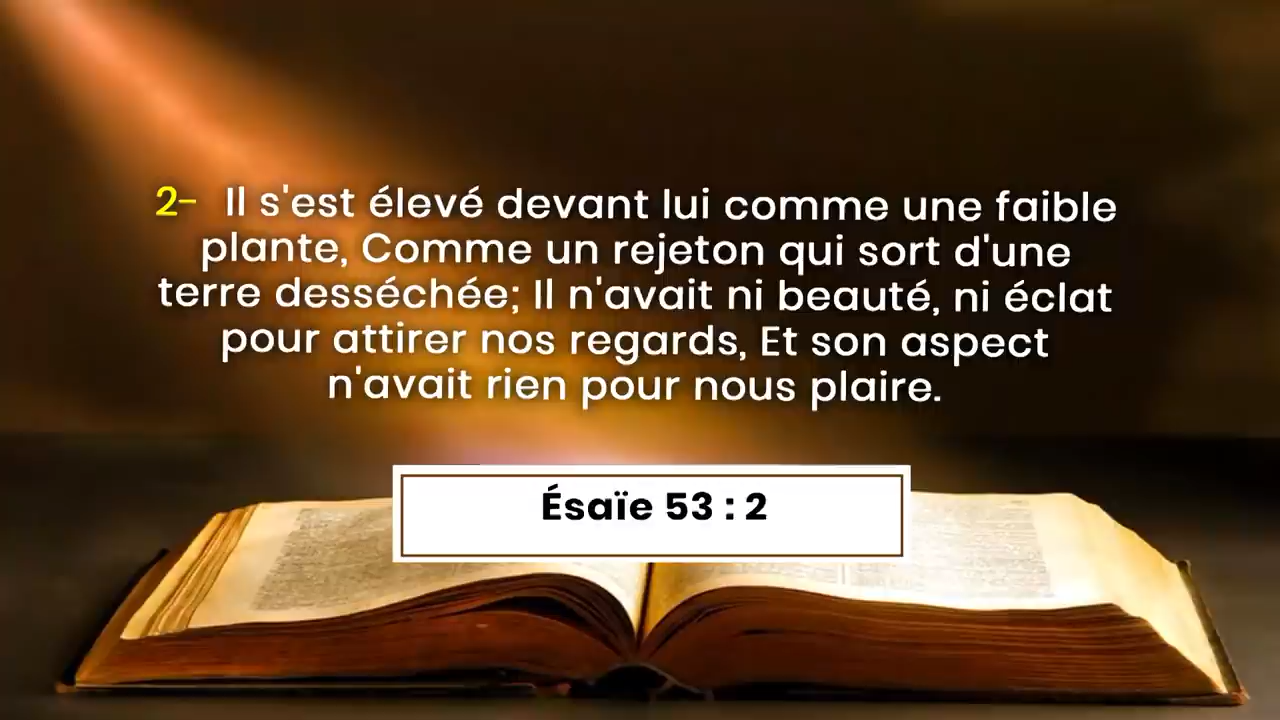 2- Il s'est élevé devant lui comme une faible
plante, Comme un rejeton qui sort d'une
terre desséchée; Il n'avait ni beauté, ni éclat
pour attirer nos regards, Et son aspect
n'avait rien pour nous plaire.
Ésaïe 53 : 2